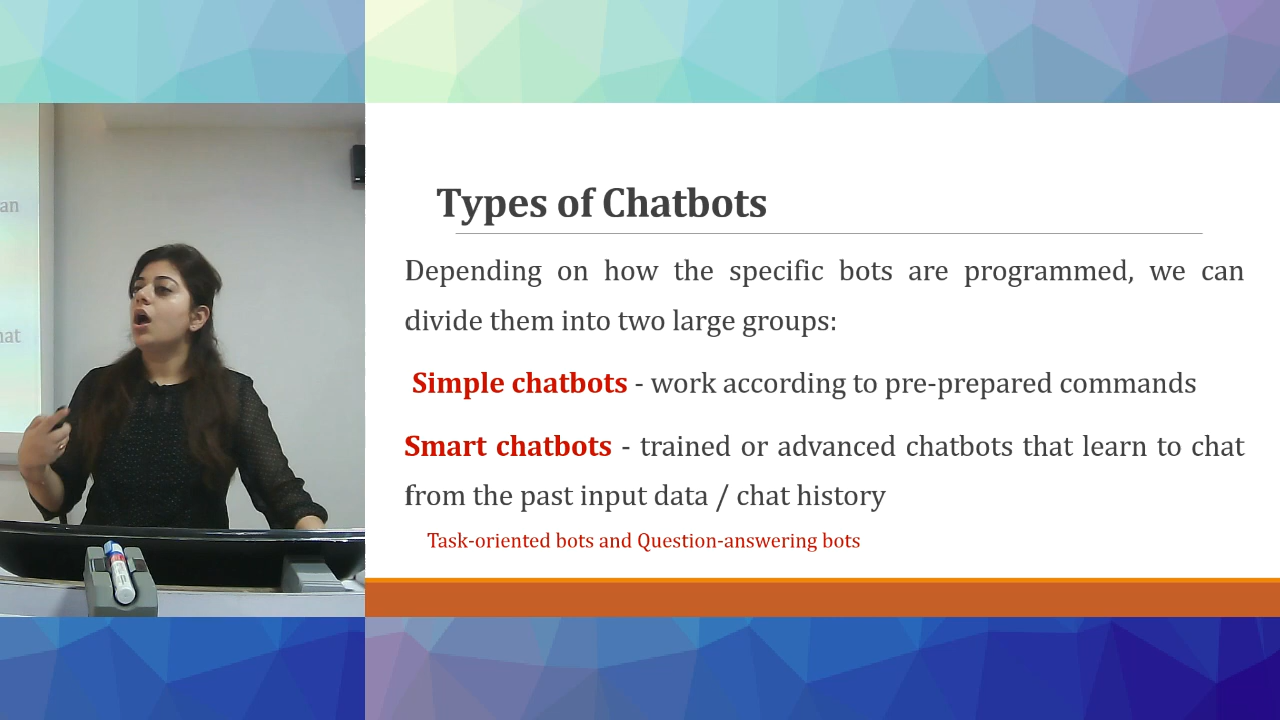 an
hat
Types of Chatbots
Depending on how the specific bots are programmed, we can
divide them into two large groups:
Simple chatbots - work according to pre-prepared commands
Smart chatbots - trained or advanced chatbots that learn to chat
from the past input data / chat history
Task-oriented bots and Question-answering bots